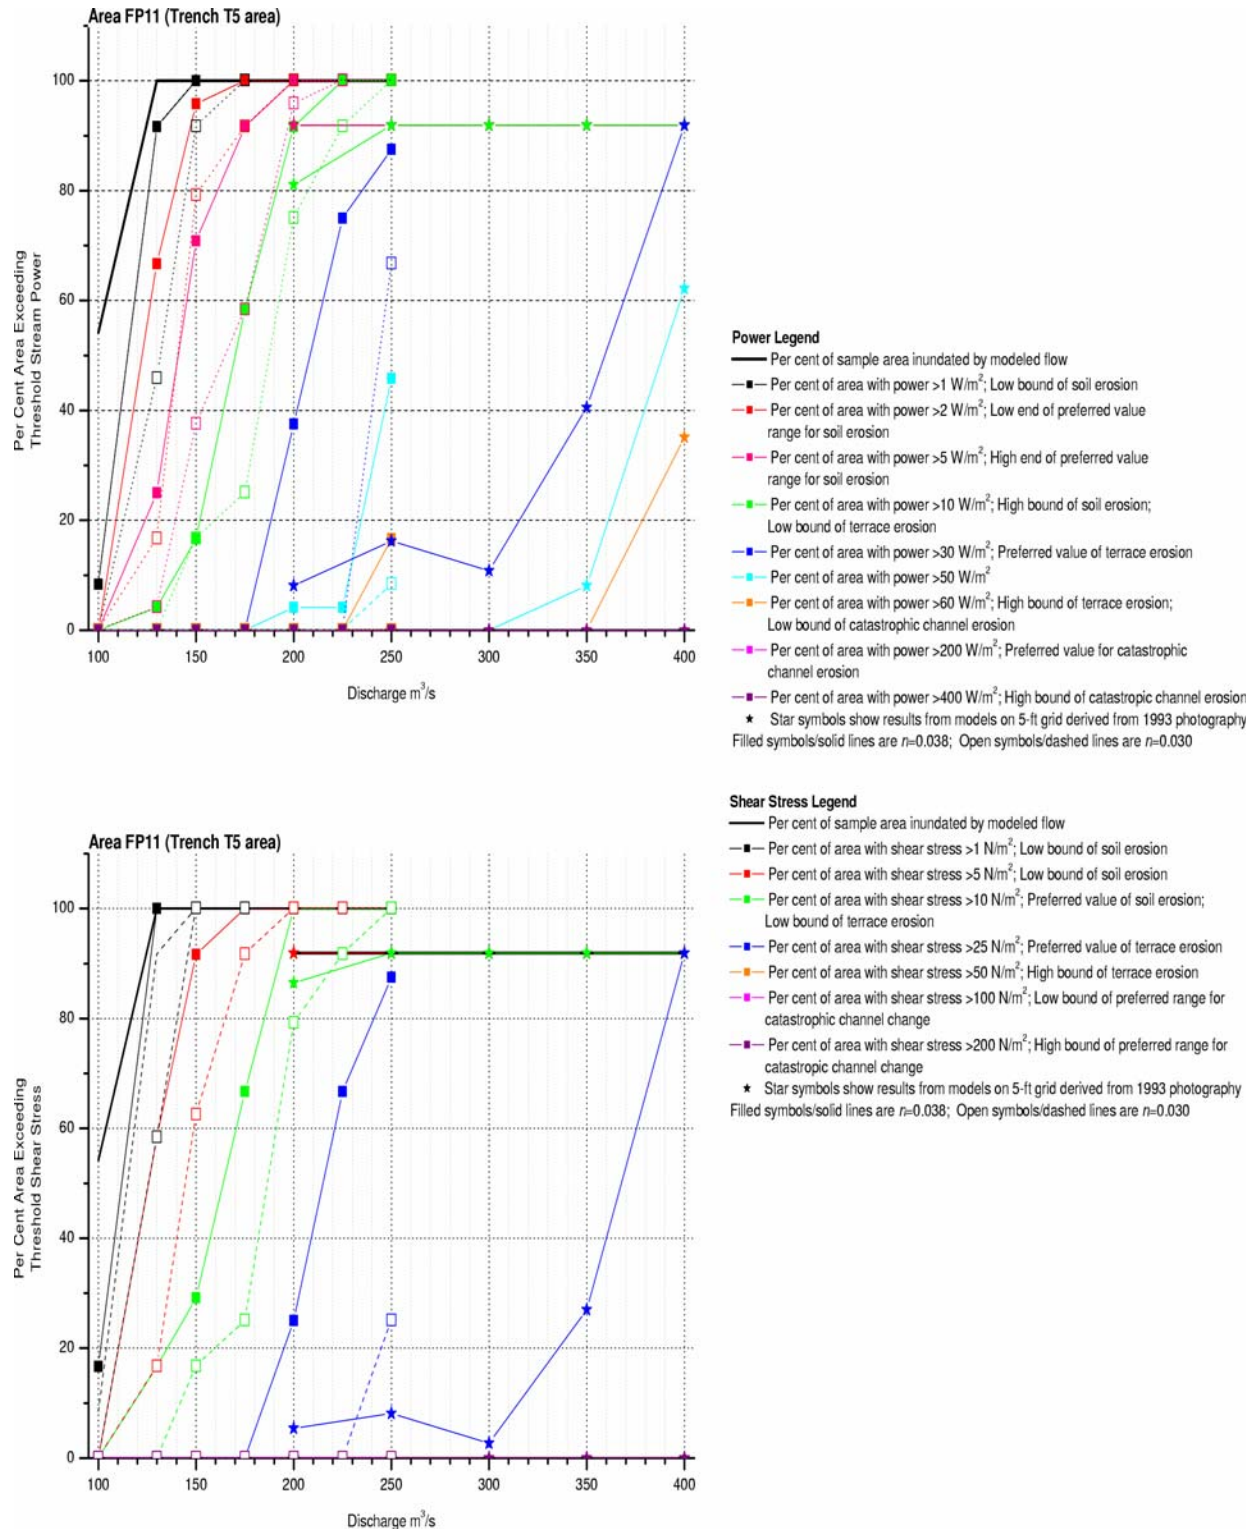 Area FP11 (Trench T5 area)
100
80
60
40
20
0
Per Cent Area Exceeding
Threshold Stream Power
100
150
200
250
300
350
400
Discharge m³/s
Power Legend
Per cent of sample area inundated by modeled flow
Per cent of area with power >1 W/m²; Low bound of soil erosion
Per cent of area with power >2 W/m²; Low end of preferred value
range for soil erosion
Per cent of area with power >5 W/m²; High end of preferred value
range for soil erosion
Per cent of area with power >10 W/m²; High bound of soil erosion;
Low bound of terrace erosion
Per cent of area with power >30 W/m²; Preferred value of terrace erosion
Per cent of area with power >50 W/m²
Per cent of area with power >60 W/m²; High bound of terrace erosion;
Low bound of catastrophic channel erosion
Per cent of area with power >200 W/m²; Preferred value for catastrophic
channel erosion
Per cent of area with power >400 W/m²; High bound of catastropic channel erosion
Star symbols show results from models on 5-ft grid derived from 1993 photography
Filled symbols/solid lines are n=0.038; Open symbols/dashed lines are n=0.030
Area FP11 (Trench T5 area)
100
80
60
40
20
0
Per Cent Area Exceeding
Threshold Shear Stress
100
150
200
250
300
350
400
Discharge m³/s
Shear Stress Legend
Per cent of sample area inundated by modeled flow
Per cent of area with shear stress >1 N/m²; Low bound of soil erosion
Per cent of area with shear stress >5 N/m²; Low bound of soil erosion
Per cent of area with shear stress >10 N/m²; Preferred value of soil erosion;
Low bound of terrace erosion
Per cent of area with shear stress >25 N/m²; Preferred value of terrace erosion
Per cent of area with shear stress >50 N/m²; High bound of terrace erosion
Per cent of area with shear stress >100 N/m²; Low bound of preferred range for
catastrophic channel change
Per cent of area with shear stress >200 N/m²; High bound of preferred range for
catastropic channel change
Star symbols show results from models on 5-ft grid derived from 1993 photography
Filled symbols/solid lines are n=0.038; Open symbols/dashed lines are n=0.030